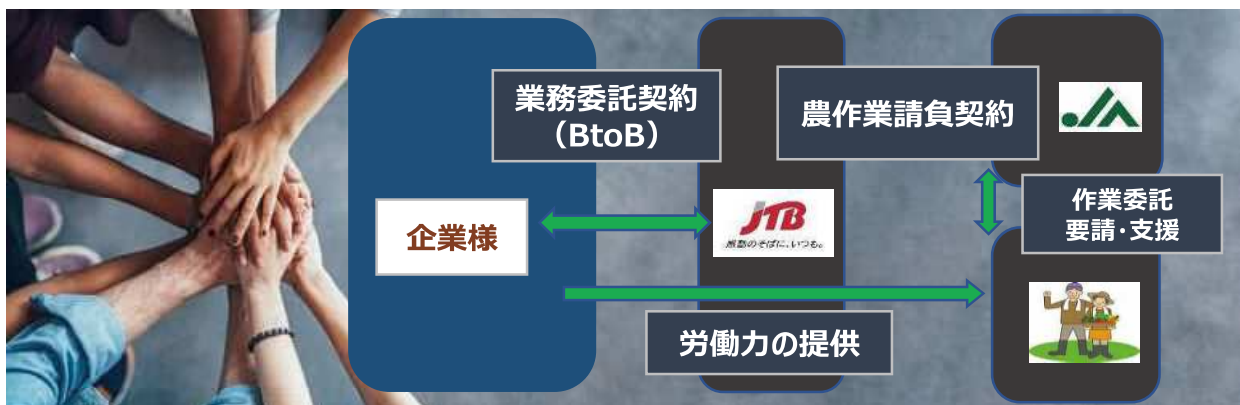 業務委託契約
（BtoB）
農作業請負契約
JA
企業様
JTB
感動のそばに、いつも。
作業委託
要請・支援
労働力の提供